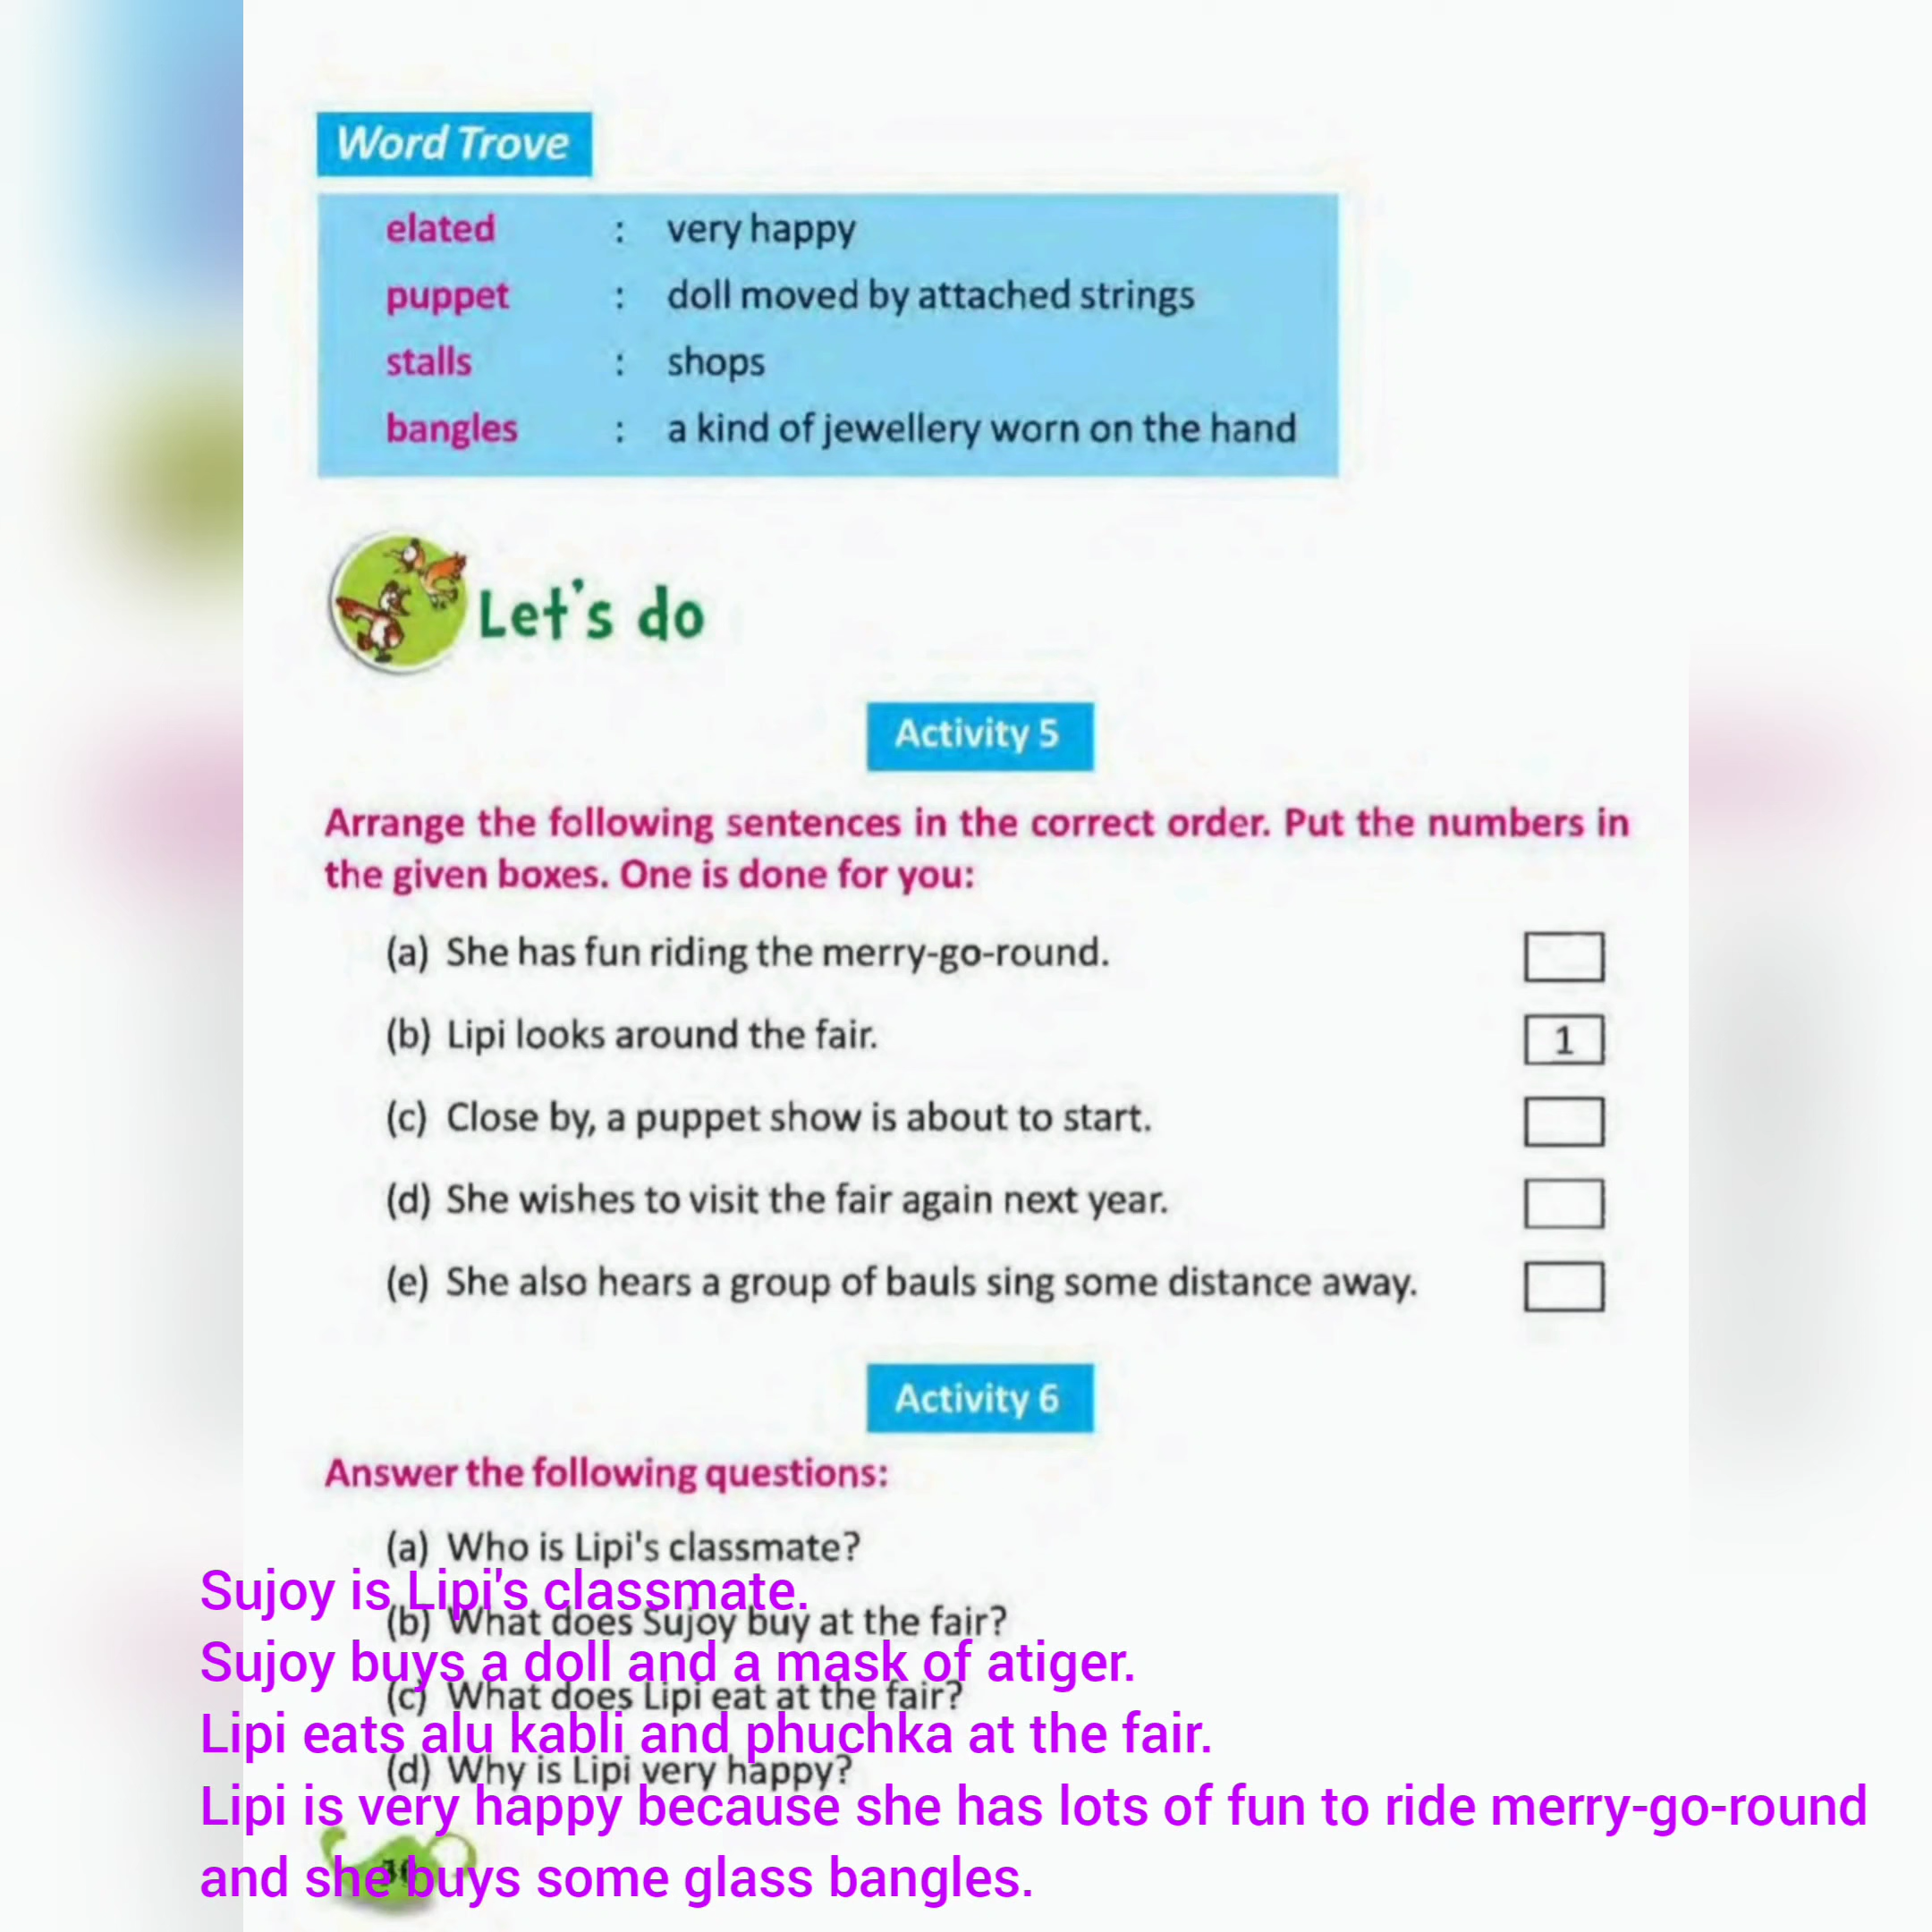 Word Trove
elated : very happy
puppet : doll moved by attached strings
stalls : shops
bangles : a kind of jewellery worn on the hand
Let's do
Activity 5
Arrange the following sentences in the correct order. Put the numbers in
the given boxes. One is done for you:
(a) She has fun riding the merry-go-round.
(b) Lipi looks around the fair. 1
(c) Close by, a puppet show is about to start.
(d) She wishes to visit the fair again next year.
(e) She also hears a group of bauls sing some distance away.
Activity 6
Answer the following questions:
(a) Who is Lipi's classmate?
Sujoy is Lipi's classmate.
(b) What does Sujoy buy at the fair?
Sujoy buys a doll and a mask of atiger.
(c) What does Lipi eat at the fair?
Lipi eats alu kabli and phuchka at the fair.
(d) Why is Lipi very happy?
Lipi is very happy because she has lots of fun to ride merry-go-round
and she buys some glass bangles.